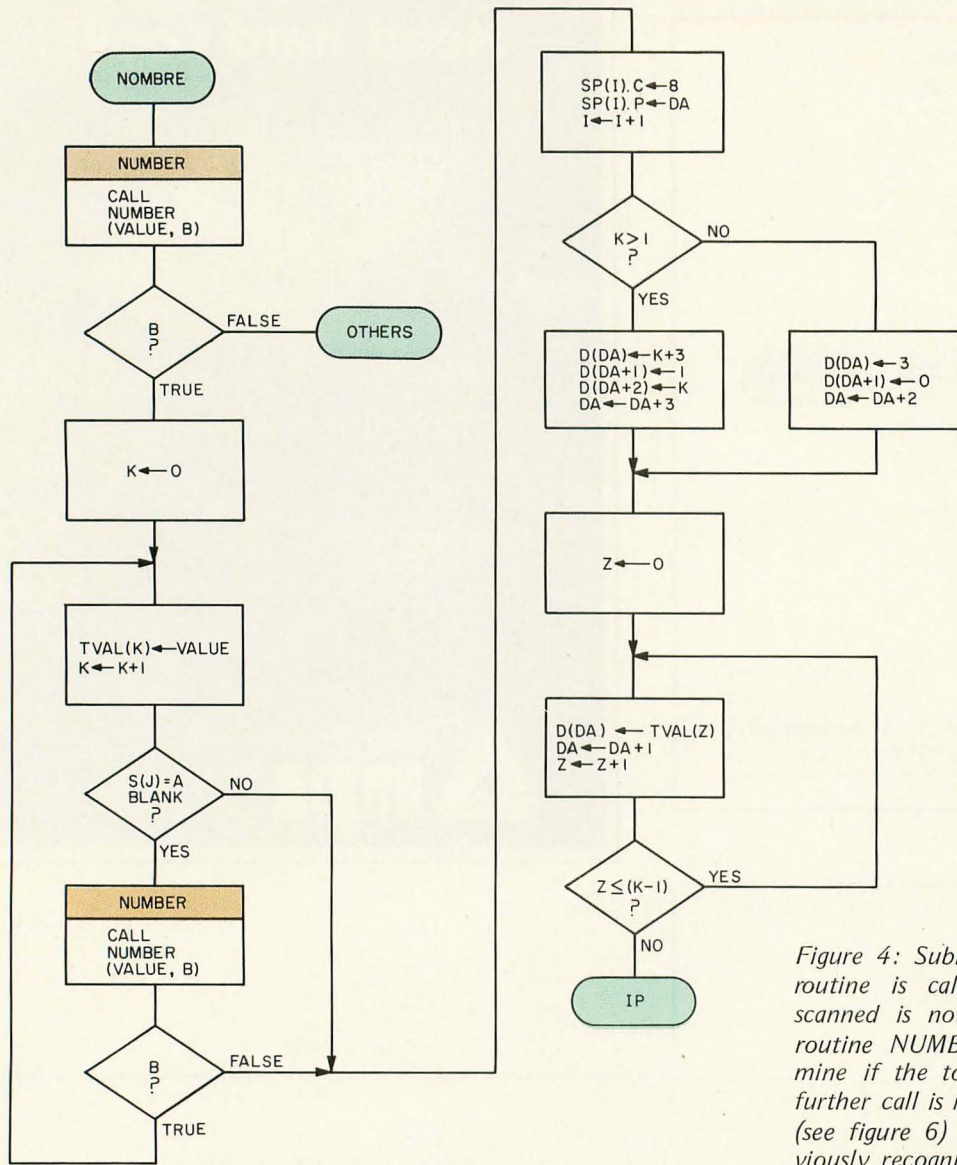 NOMBRE
NUMBER
CALL
NUMBER
(VALUE, B)
B
?
FALSE
OTHERS
TRUE
K←0
TVAL(K)←VALUE
K←K+1
S(J)=A
BLANK
?
NO
YES
NUMBER
CALL
NUMBER
(VALUE, B)
B
?
FALSE
TRUE
SP(I).C←8
SP(I).P←DA
I←I+1
K>1
?
NO
YES
D(DA)←K+3
D(DA+1)←1
D(DA+2)←K
DA←DA+3
D(DA)←3
D(DA+1)←0
DA←DA+2
Z←0
D(DA)←TVAL(Z)
DA←DA+1
Z←Z+1
Z≤(K-1)
?
YES
NO
IP
Figure 4: Subr
routine is cal
scanned is no
routine NUMB
mine if the to
further call is
(see figure 6)
viously recogn